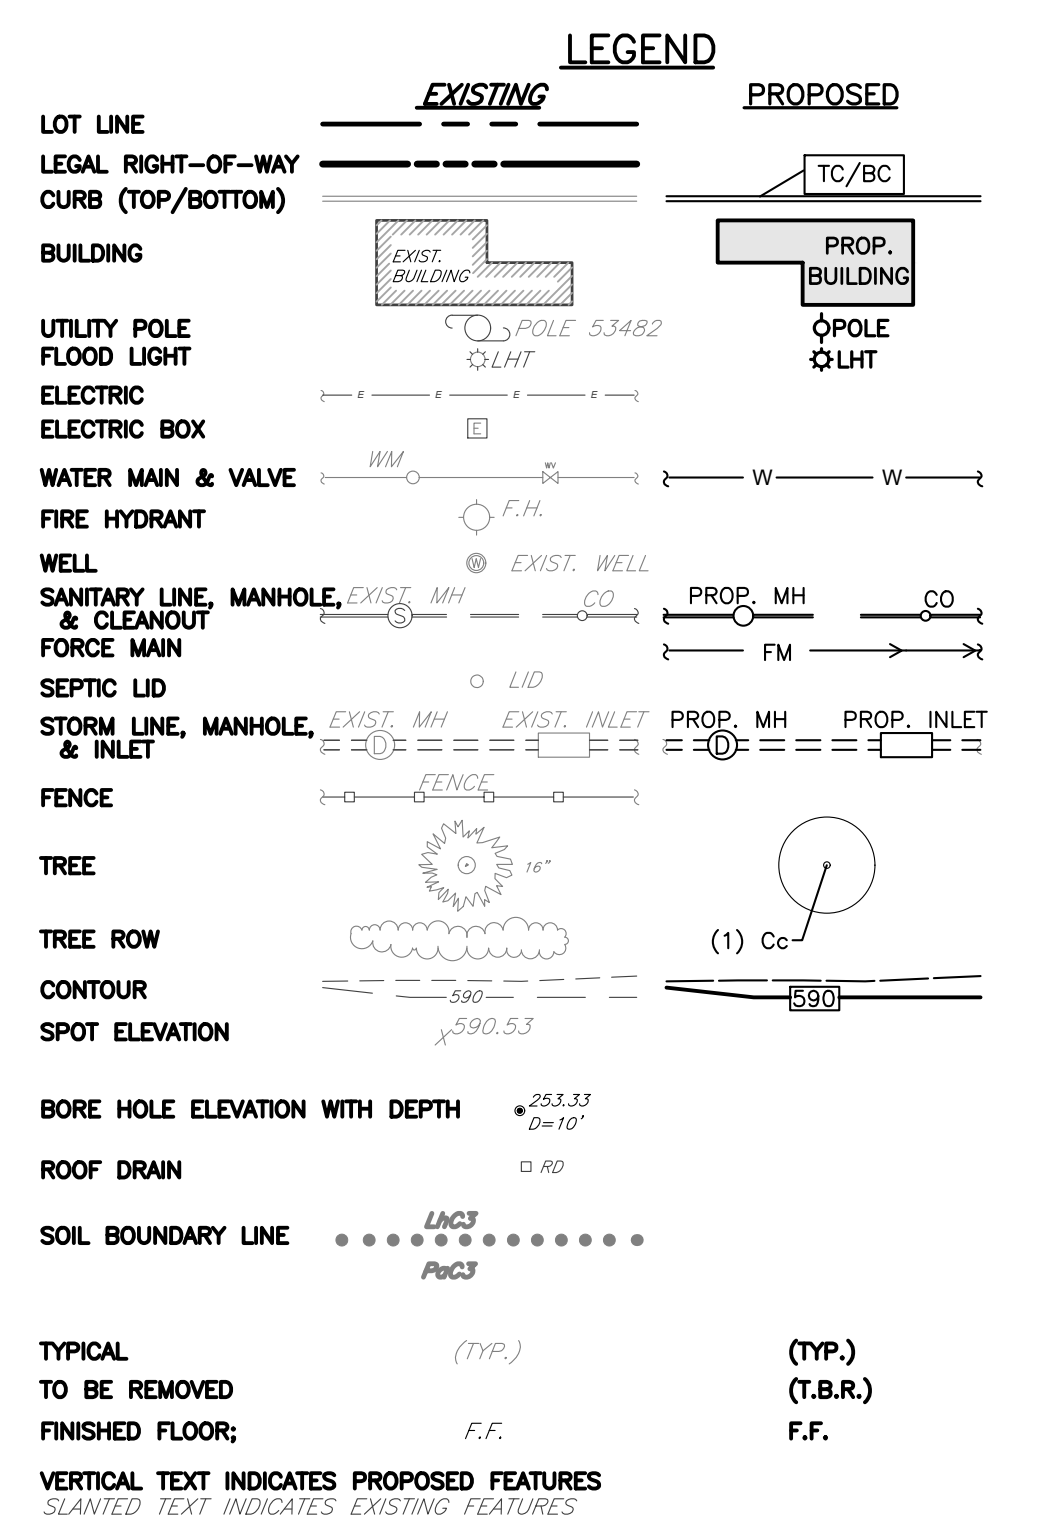 LEGEND
EXISTING PROPOSED
LOT LINE
LEGAL RIGHT-OF-WAY
TC/BC
CURB (TOP/BOTTOM)
BUILDING
EXIST.
BUILDING
PROP.
BUILDING
UTILITY POLE POLE 53482 POLE
FLOOD LIGHT LHT LHT
ELECTRIC E E E E
ELECTRIC BOX E
WM WV
WATER MAIN & VALVE W W
FIRE HYDRANT F.H.
WELL W EXIST. WELL
SANITARY LINE, MANHOLE, EXIST. MH CO PROP. MH CO
& CLEANOUT S
FORCE MAIN FM
SEPTIC LID LID
STORM LINE, MANHOLE, EXIST. MH EXIST. INLET PROP. MH PROP. INLET
& INLET D D
FENCE FENCE
TREE 16"
TREE ROW (1) Cc
CONTOUR 590 590
SPOT ELEVATION X590.53
BORE HOLE ELEVATION WITH DEPTH 253.33
D=10'
ROOF DRAIN RD
LhC3
SOIL BOUNDARY LINE
PaC3
TYPICAL (TYP.) (TYP.)
TO BE REMOVED (T.B.R.)
FINISHED FLOOR; F.F. F.F.
VERTICAL TEXT INDICATES PROPOSED FEATURES
SLANTED TEXT INDICATES EXISTING FEATURES